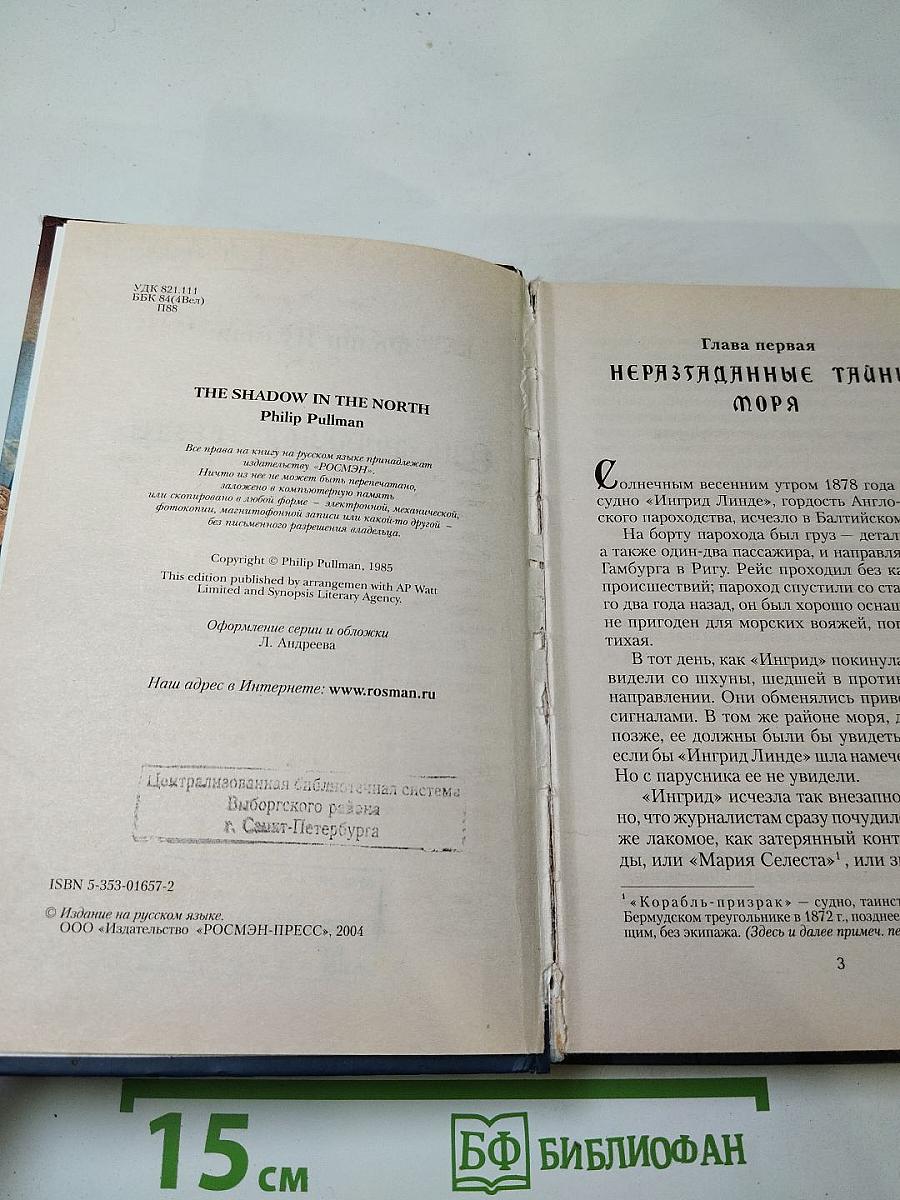 УДК 821.111
ББК 84(4Вел)
П88
THE SHADOW IN THE NORTH
Philip Pullman
Все права на книгу на русском языке принадлежат
издательству «РОСМЭН».
Ничто из нее не может быть перепечатано,
заложено в компьютерную память
или скопировано в любой форме — электронной, механической,
фотокопии, магнитофонной записи или какой-то другой —
без письменного разрешения владельца.
Copyright © Philip Pullman, 1985
This edition published by arrangemen with AP Watt
Limited and Synopsis Literary Agency.
Оформление серии и обложки
Л. Андреева
Наш адрес в Интернете: www.rosman.ru
Централизованная библиотечная система
Выборгского района
г. Санкт-Петербурга
ISBN 5-353-01657-2
© Издание на русском языке.
ООО «Издательство «РОСМЭН-ПРЕСС», 2004
Глава первая
НЕРАЗГАДАННЫЕ ТАЙН
МОРЯ
Солнечным весенним утром 1878 года
судно «Ингрид Линде», гордость Англо-
ского пароходства, исчезло в Балтийском
На борту парохода был груз — детал
а также один-два пассажира, и направля
Гамбурга в Ригу. Рейс проходил без ка
происшествий; пароход спустили со ста
го два года назад, он был хорошо оснащ
не пригоден для морских вояжей, пог
тихая.
В тот день, как «Ингрид» покинула
видели со шхуны, шедшей в проти
направлении. Они обменялись приве
сигналами. В том же районе моря, д
позже, ее должны были бы увидеть
если бы «Ингрид Линде» шла намече
Но с парусника ее не увидели.
«Ингрид» исчезла так внезапно
но, что журналистам сразу почудил
же лакомое, как затерянный конт
ды, или «Мария Селеста»¹, или з
¹ «Корабль-призрак» — судно, таинст
Бермудском треугольнике в 1872 г., позднее
щим, без экипажа. (Здесь и далее примеч. пе
3
15 см
БФ БИБЛИОФАН